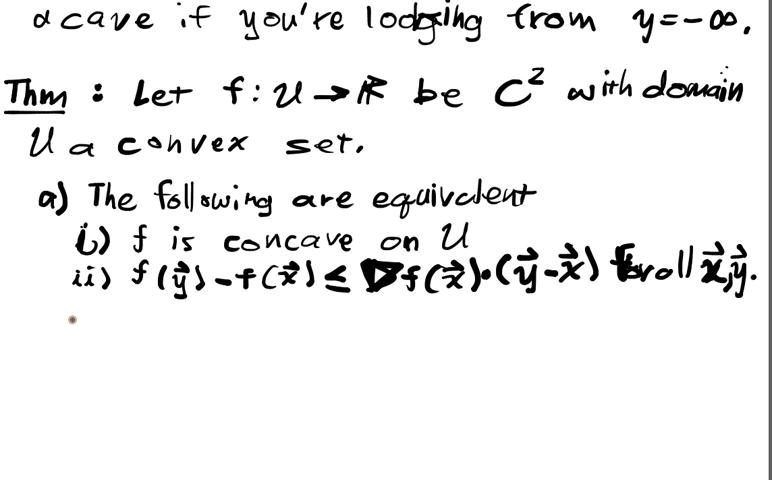 a cave if you're looking from y = -∞.
Thm : Let f: U → ℝ be C² with domain
U a convex set.
a) The following are equivalent
i) f is concave on U
ii) f(y⃗) - f(x⃗) ≤ ∇f(x⃗)·(y⃗-x⃗) for all x⃗,y⃗.